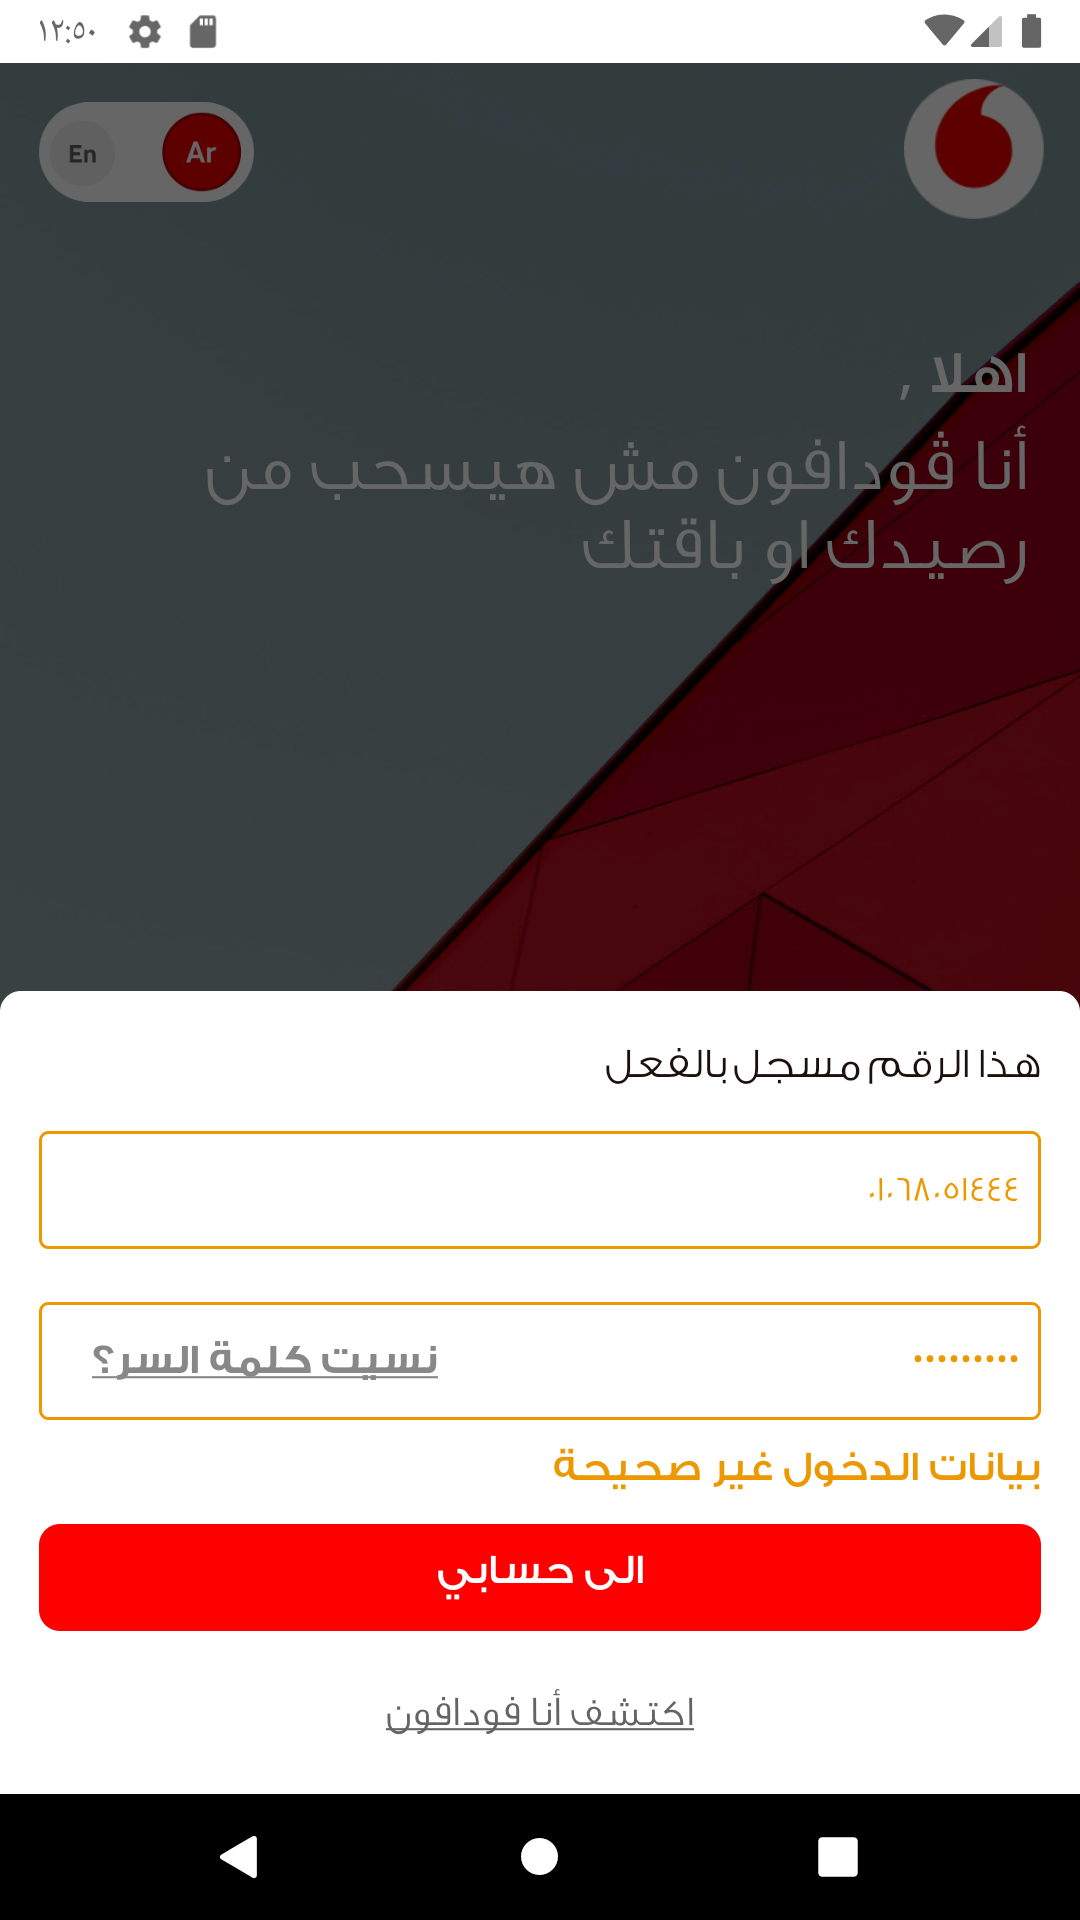 ١٢:٥٠
En
Ar
اهلا ,
أنا ڤودافون مش هيسحب من
رصيدك او باقتك
هذا الرقم مسجل بالفعل
٠١٠٦٨٠٥١٤٤٤
•••••••••
نسيت كلمة السر؟
بيانات الدخول غير صحيحة
الى حسابي
اكتشف أنا فودافون